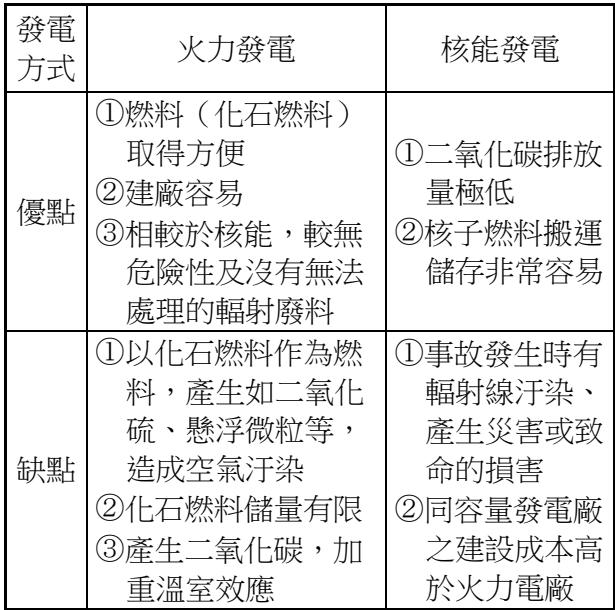 發電
方式
火力發電
核能發電
優點
①燃料（化石燃料）
取得方便
②建廠容易
③相較於核能，較無
危險性及沒有無法
處理的輻射廢料
①二氧化碳排放
量極低
②核子燃料搬運
儲存非常容易
缺點
①以化石燃料作為燃
料，產生如二氧化
硫、懸浮微粒等，
造成空氣汙染
②化石燃料儲量有限
③產生二氧化碳，加
重溫室效應
①事故發生時有
輻射線汙染、
產生災害或致
命的損害
②同容量發電廠
之建設成本高
於火力電廠